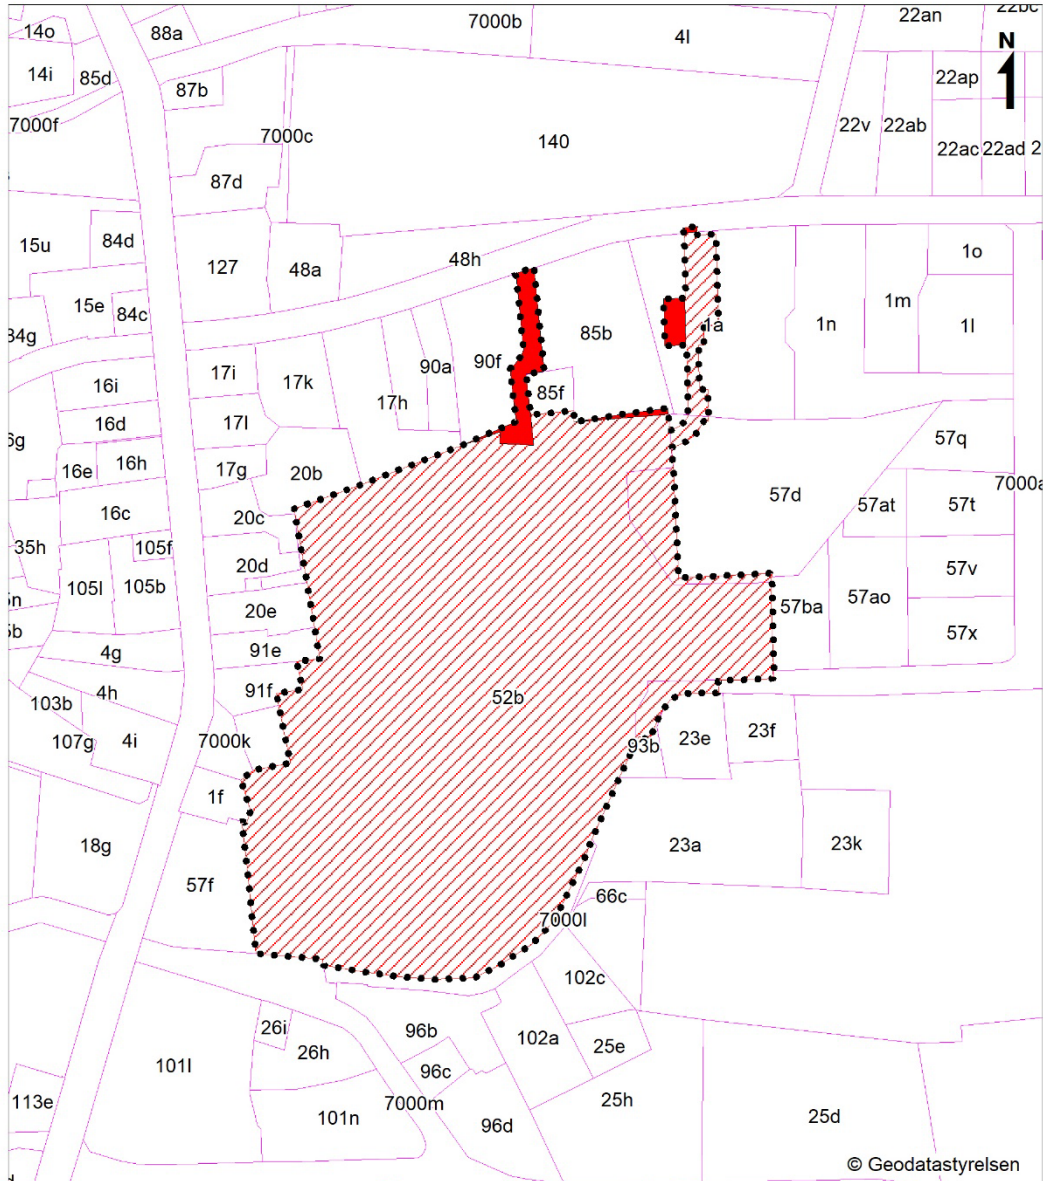 14o
88a
7000b
4l
22an
22bc
14i
85d
87b
N
22ap
7000f
7000c
140
22v
22ab
22ac
22ad
2
87d
15u
84d
127
48a
48h
1o
15e
84c
84g
85b
1a
1n
1m
1l
16i
17i
17k
90a
90f
85f
17h
16d
17l
6g
16e
16h
17g
20b
57q
7000a
16c
20c
57d
57at
57t
35h
105f
105l
105b
20d
57v
5n
20e
57ba
57ao
5b
4g
91e
57x
4h
91f
52b
103b
107g
4i
7000k
93b
23e
23f
1f
18g
23a
23k
57f
66c
7000l
102c
26i
96b
102a
26h
25e
101l
96c
113e
7000m
25h
101n
96d
25d
© Geodatastyrelsen